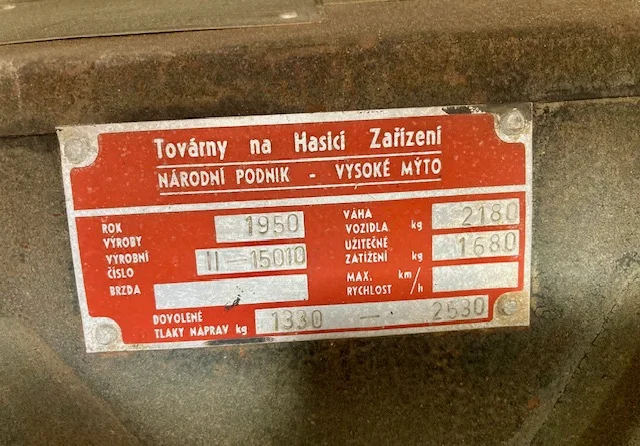 Továrny na Hasicí Zařízení
NÁRODNÍ PODNIK - VYSOKÉ MÝTO
ROK VÝROBY 1950
VÝROBNÍ ČÍSLO II-15010
BRZDA
VÁHA VOZIDLA kg 2180
UŽITEČNÉ ZATÍŽENÍ kg 1680
MAX. RYCHLOST km/h
DOVOLENÉ TLAKY NÁPRAV kg 1330 — 2530